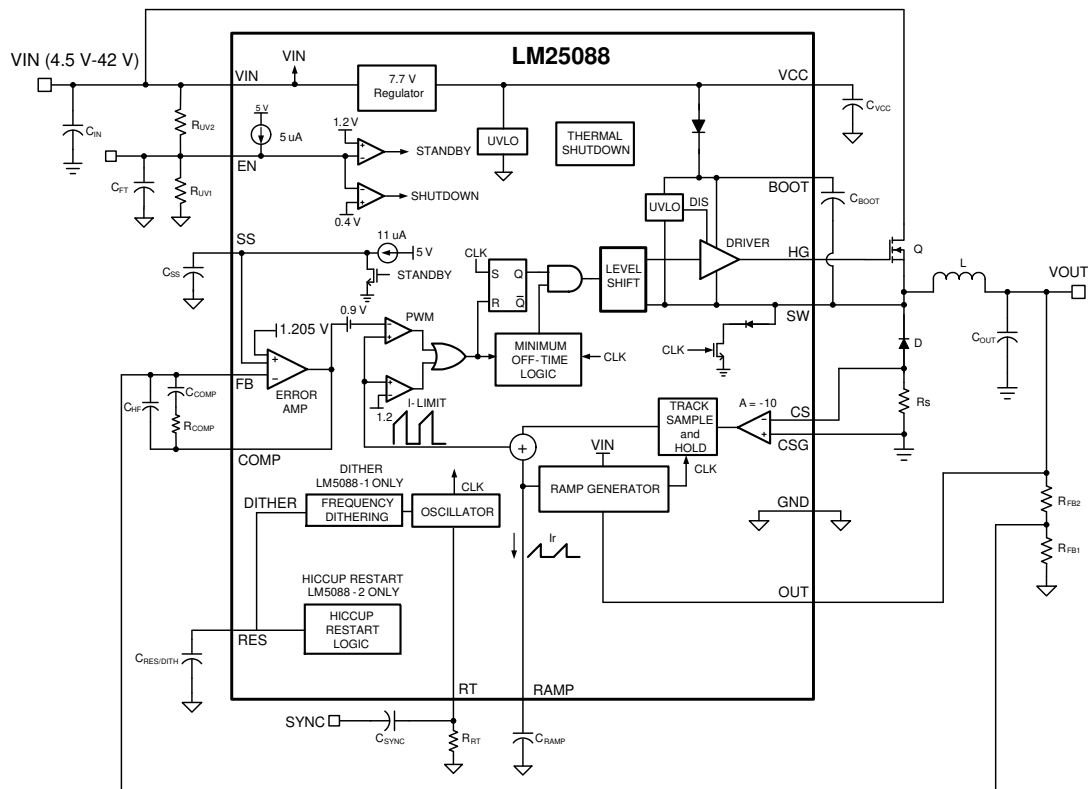 LM25088
VIN (4.5 V-42 V)
VIN
VIN
7.7 V
Regulator
VCC
CVCC
CIN
RUV2
5 V
5 uA
1.2 V
STANDBY
UVLO
THERMAL
SHUTDOWN
EN
CFT
RUV1
SHUTDOWN
0.4 V
BOOT
UVLO
DIS
CBOOT
DRIVER
SS
11 uA
5 V
CSS
STANDBY
CLK
S
Q
R
Q
LEVEL
SHIFT
HG
Q
L
VOUT
0.9 V
1.205 V
PWM
SW
MINIMUM
OFF-TIME
LOGIC
CLK
CLK
D
COUT
FB
ERROR
AMP
CHF
CCOMP
RCOMP
1.2
I-LIMIT
A = -10
TRACK
SAMPLE
and
HOLD
CS
CSG
Rs
COMP
CLK
VIN
+
RAMP GENERATOR
DITHER
LM5088-1 ONLY
CLK
DITHER
FREQUENCY
DITHERING
OSCILLATOR
GND
RFB2
Ir
RFB1
HICCUP RESTART
LM5088-2 ONLY
OUT
HICCUP
RESTART
LOGIC
RES
CRES/DITH
RT
RAMP
SYNC
CSYNC
RRT
CRAMP